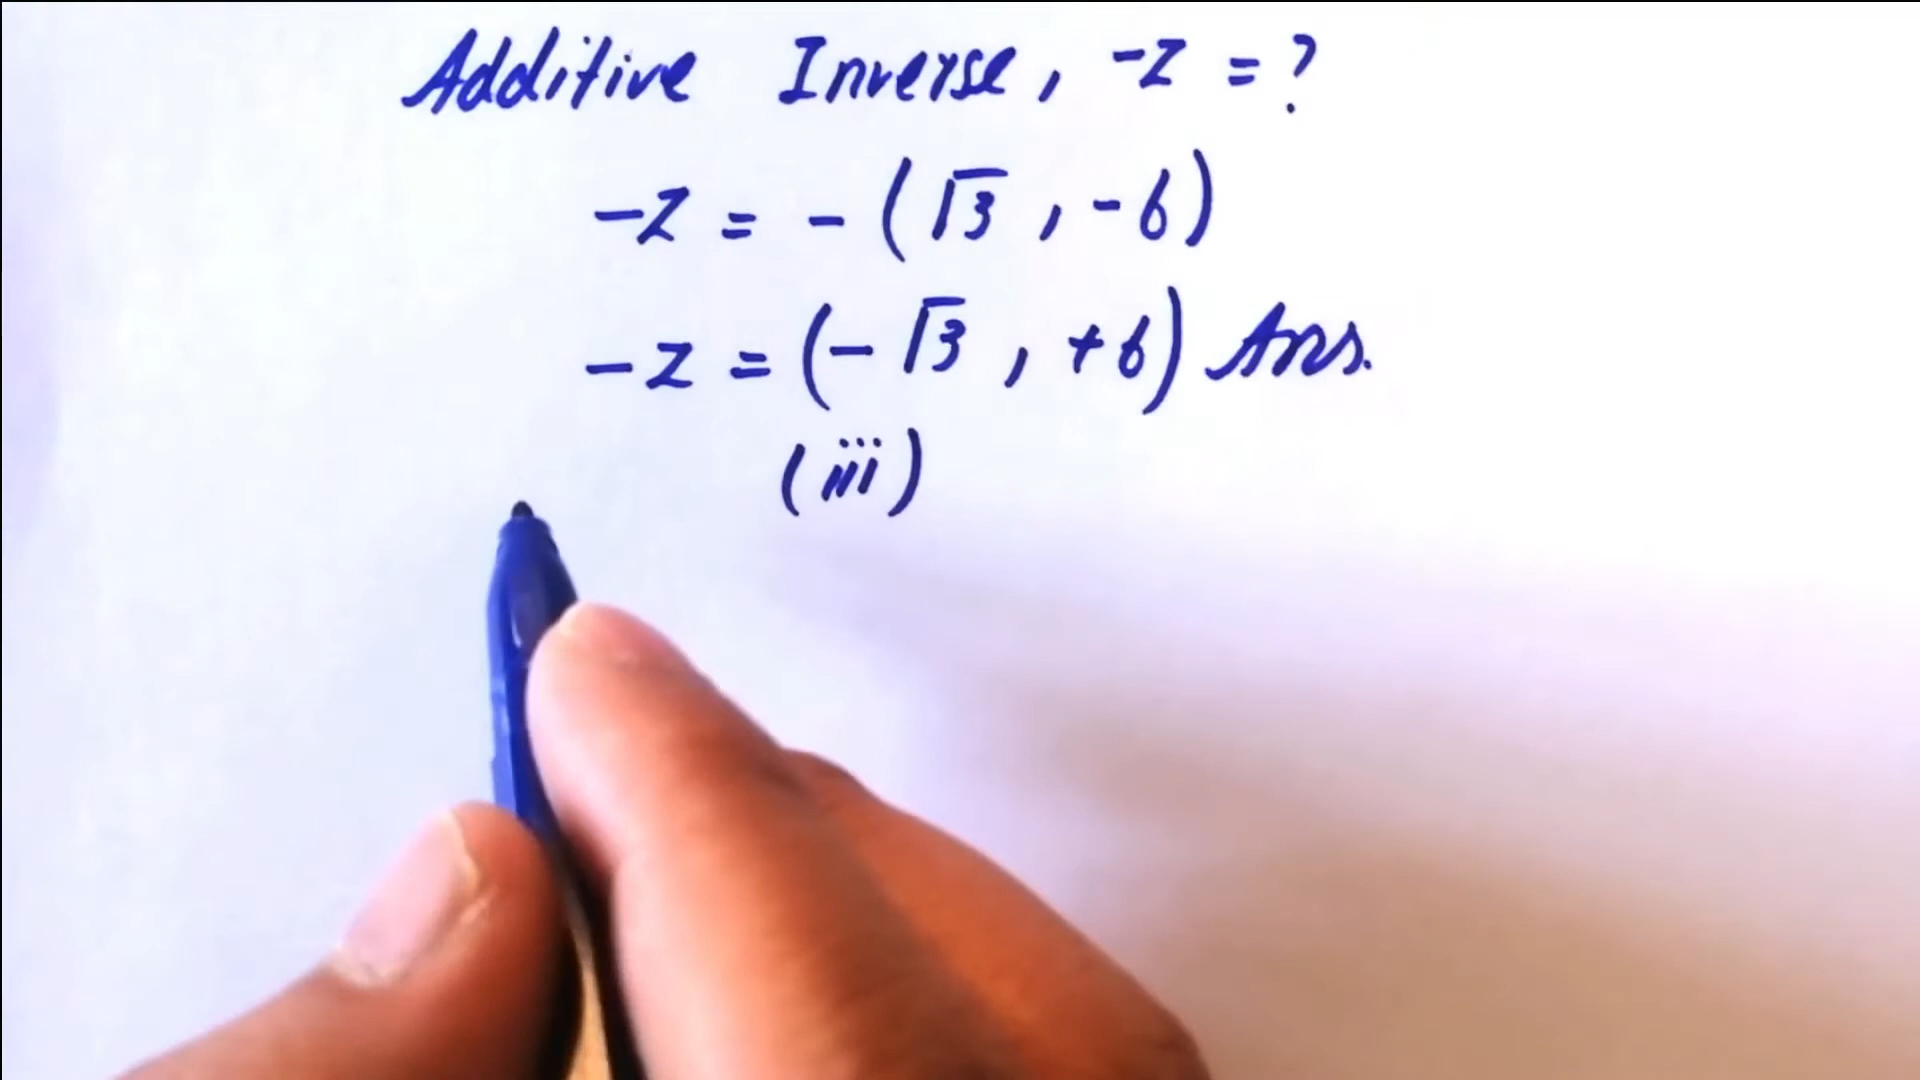 Additive Inverse, -z = ?
-z = - (√3, -6)
-z = (-√3, +6) Ans.
(iii)